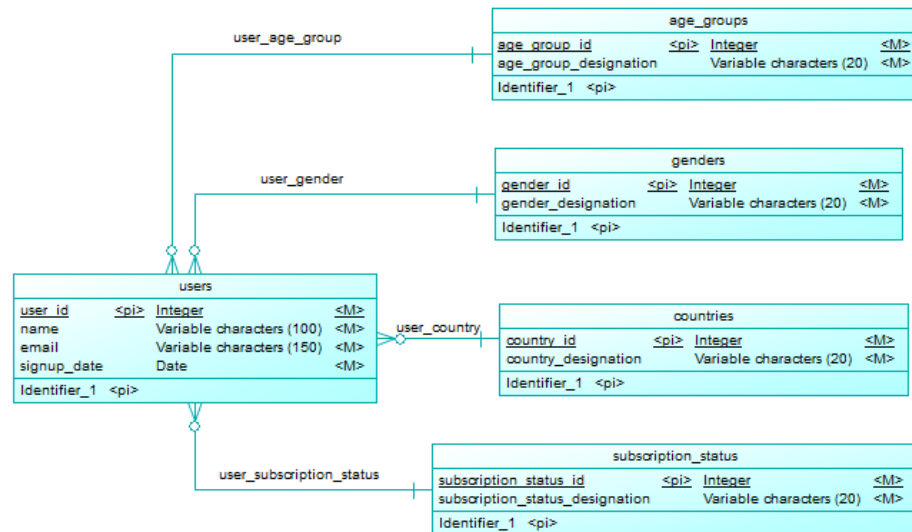 age_groups
user_age_group
age_group_id <pi> Integer <M>
age_group_designation Variable characters (20) <M>
Identifier_1 <pi>
genders
user_gender
gender_id <pi> Integer <M>
gender_designation Variable characters (20) <M>
Identifier_1 <pi>
users
user_id <pi> Integer <M>
name Variable characters (100) <M>
email Variable characters (150) <M>
signup_date Date <M>
Identifier_1 <pi>
user_country
countries
country_id <pi> Integer <M>
country_designation Variable characters (20) <M>
Identifier_1 <pi>
user_subscription_status
subscription_status
subscription_status_id <pi> Integer <M>
subscription_status_designation Variable characters (20) <M>
Identifier_1 <pi>